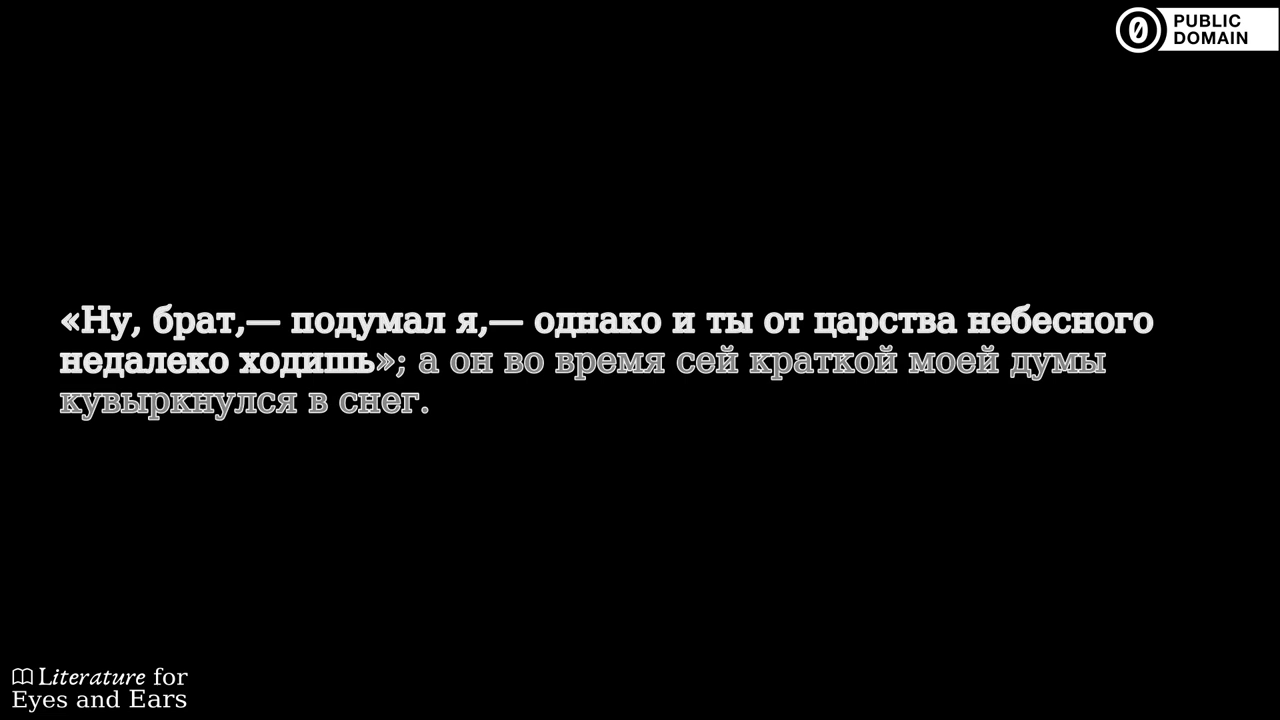 PUBLIC
DOMAIN
«Ну, брат,— подумал я,— однако и ты от царства небесного
недалеко ходишь»; а он во время сей краткой моей думы
кувыркнулся в снег.
Literature for
Eyes and Ears